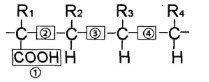 R₁ R₂ R₃ R₄
–C–②–C–③–C–④–C–
COOH H H H
①